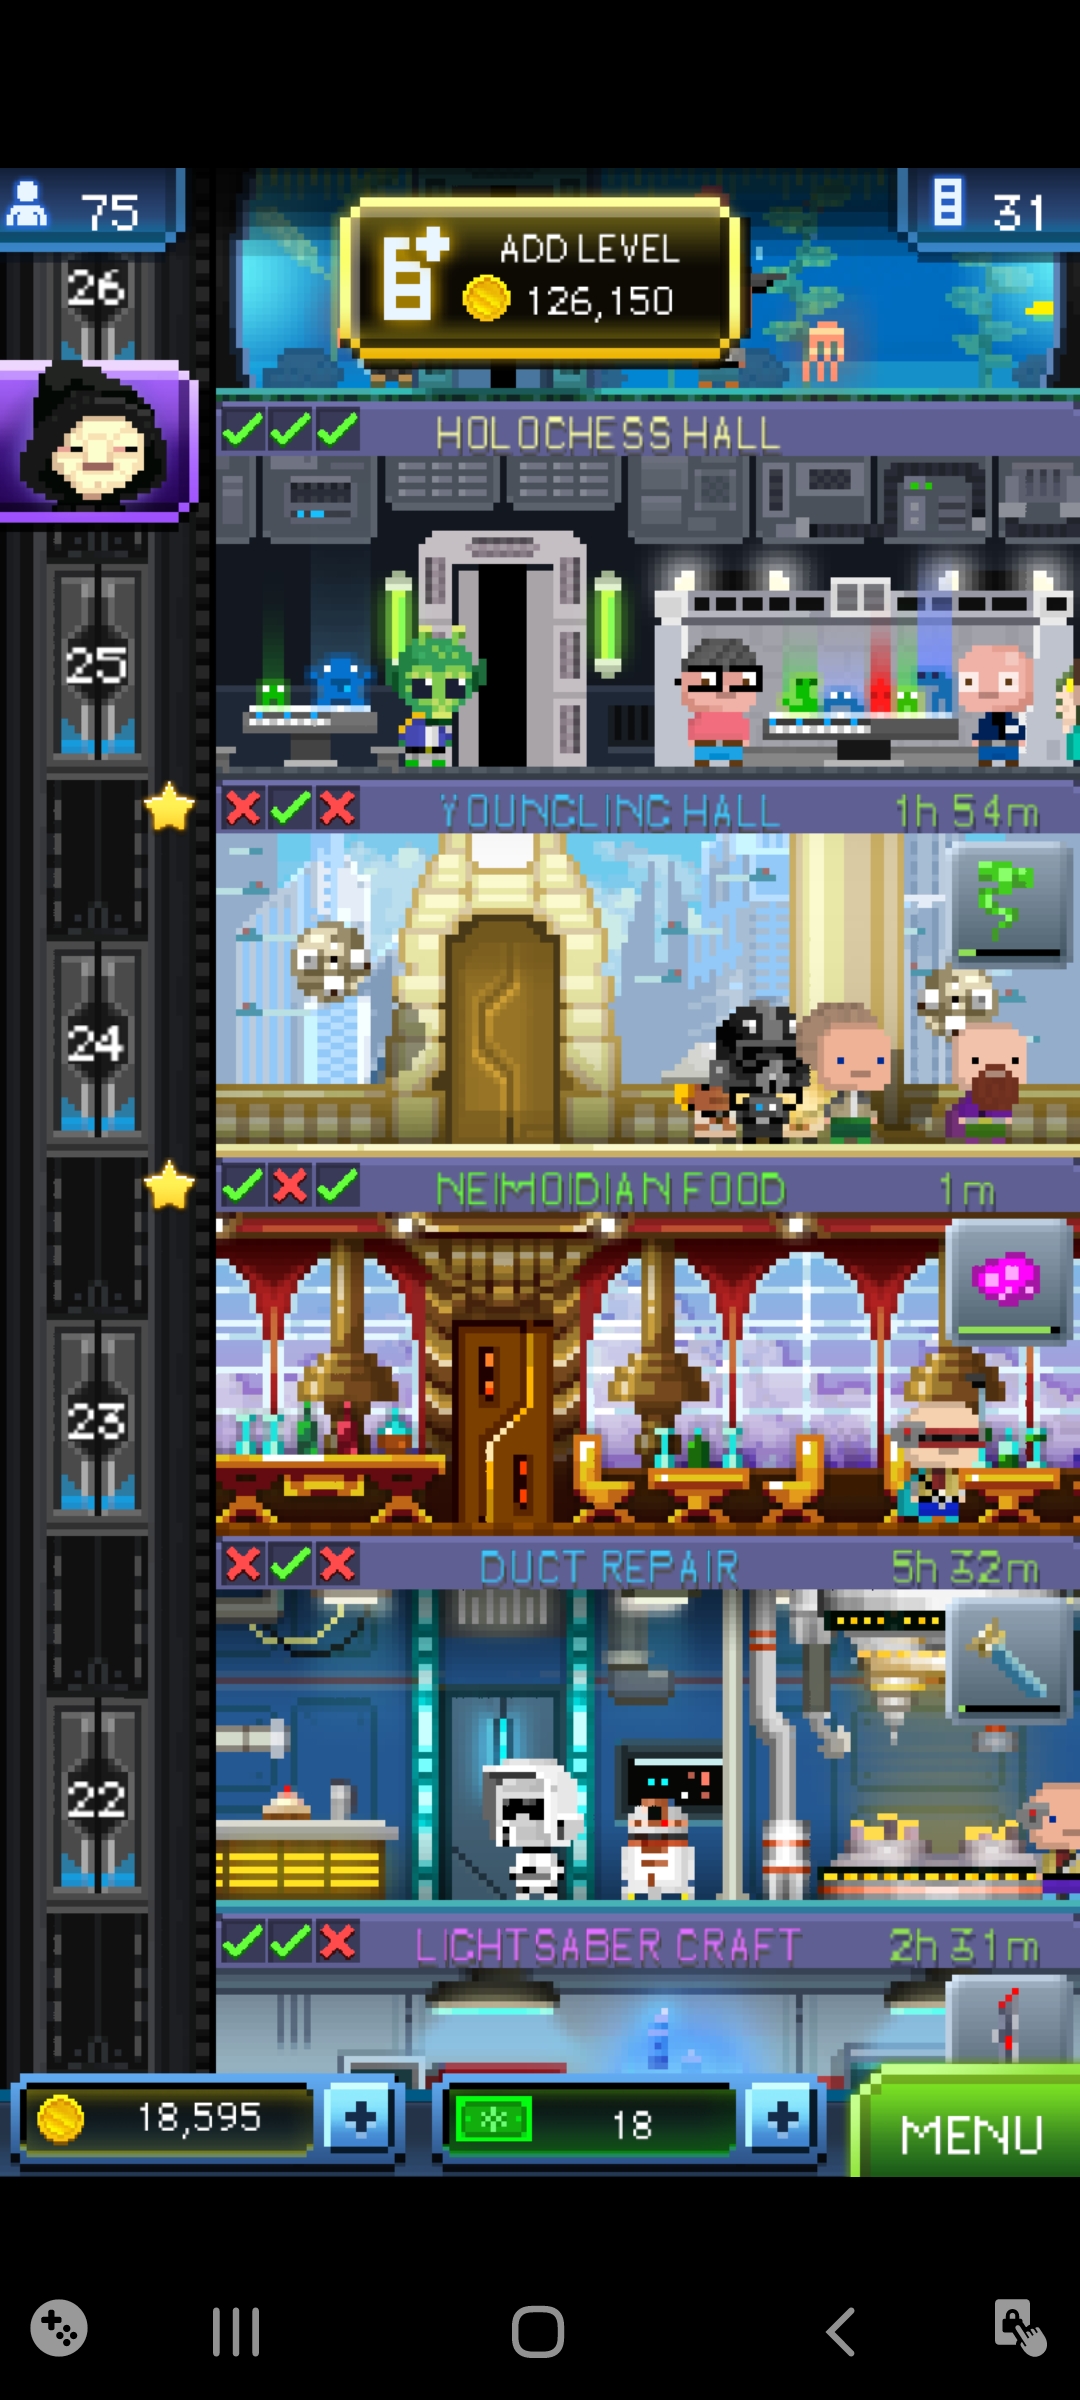 75
31
ADD LEVEL
126,150
26
HOLOCHESS HALL
25
YOUNGLING HALL 1h 54m
24
NEIMOIDIAN FOOD 1m
23
DUCT REPAIR 5h 32m
22
LIGHTSABER CRAFT 2h 31m
18,595
18
MENU